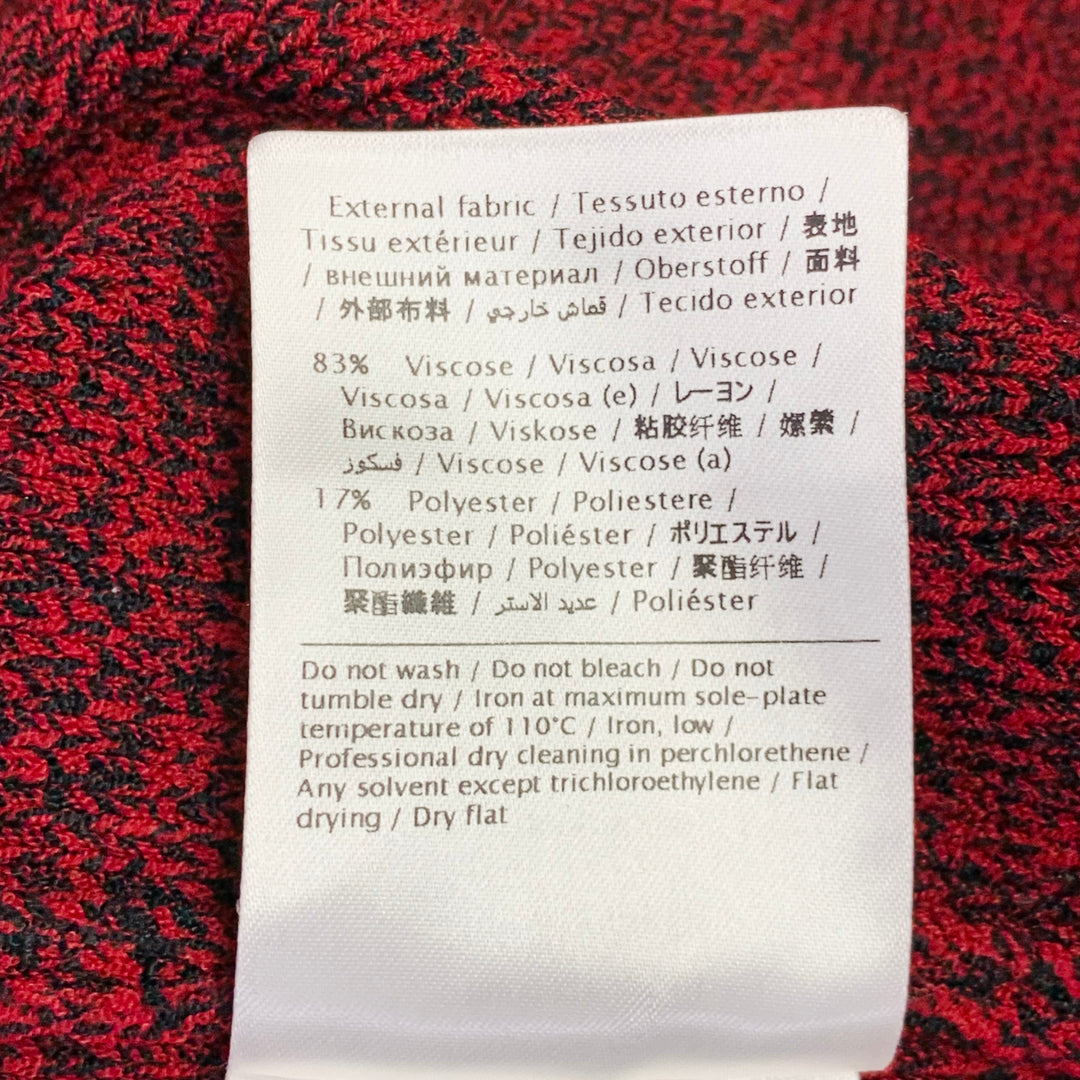 External fabric / Tessuto esterno /
Tissu extérieur / Tejido exterior / 表地
/ внешний материал / Oberstoff / 面料
/ 外部布料 / قماش خارجي / Tecido exterior
83% Viscose / Viscosa / Viscose /
Viscosa / Viscosa (e) / レーヨン /
Вискоза / Viskose / 粘胶纤维 / 嫘縈 /
فسكوز / Viscose / Viscose (a)
17% Polyester / Poliestere /
Polyester / Poliéster / ポリエステル /
Полиэфир / Polyester / 聚酯纤维 /
聚酯纖維 / عديد الاستر / Poliéster
Do not wash / Do not bleach / Do not
tumble dry / Iron at maximum sole-plate
temperature of 110°C / Iron, low /
Professional dry cleaning in perchlorethene /
Any solvent except trichloroethylene / Flat
drying / Dry flat